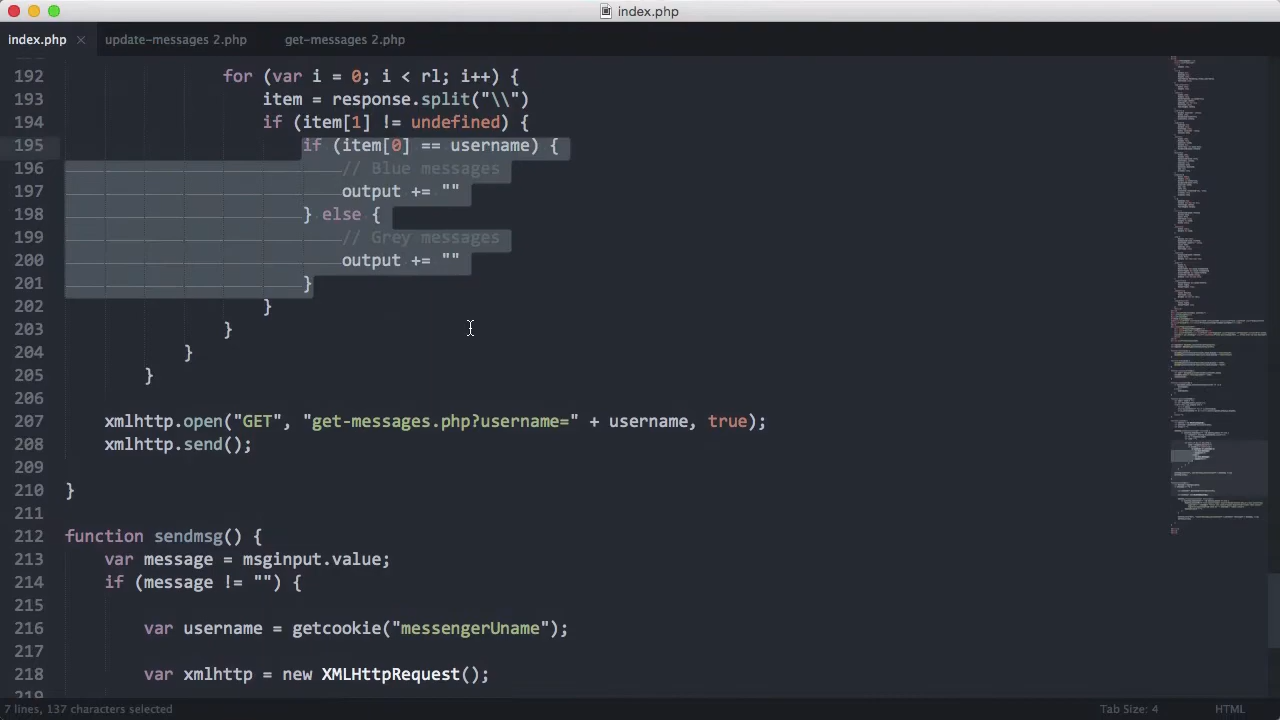 index.php
index.php
update-messages 2.php
get-messages 2.php
192 for (var i = 0; i < rl; i++) {
193 item = response.split("\\")
194 if (item[1] != undefined) {
195 if (item[0] == username) {
196 // Blue messages
197 output += ""
198 } else {
199 // Grey messages
200 output += ""
201 }
202 }
203 }
204 }
205 }
206
207 xmlhttp.open("GET", "get-messages.php?username=" + username, true);
208 xmlhttp.send();
209
210 }
211
212 function sendmsg() {
213 var message = msginput.value;
214 if (message != "") {
215
216 var username = getcookie("messengerUname");
217
218 var xmlhttp = new XMLHttpRequest();
219
7 lines, 137 characters selected
Tab Size: 4
HTML